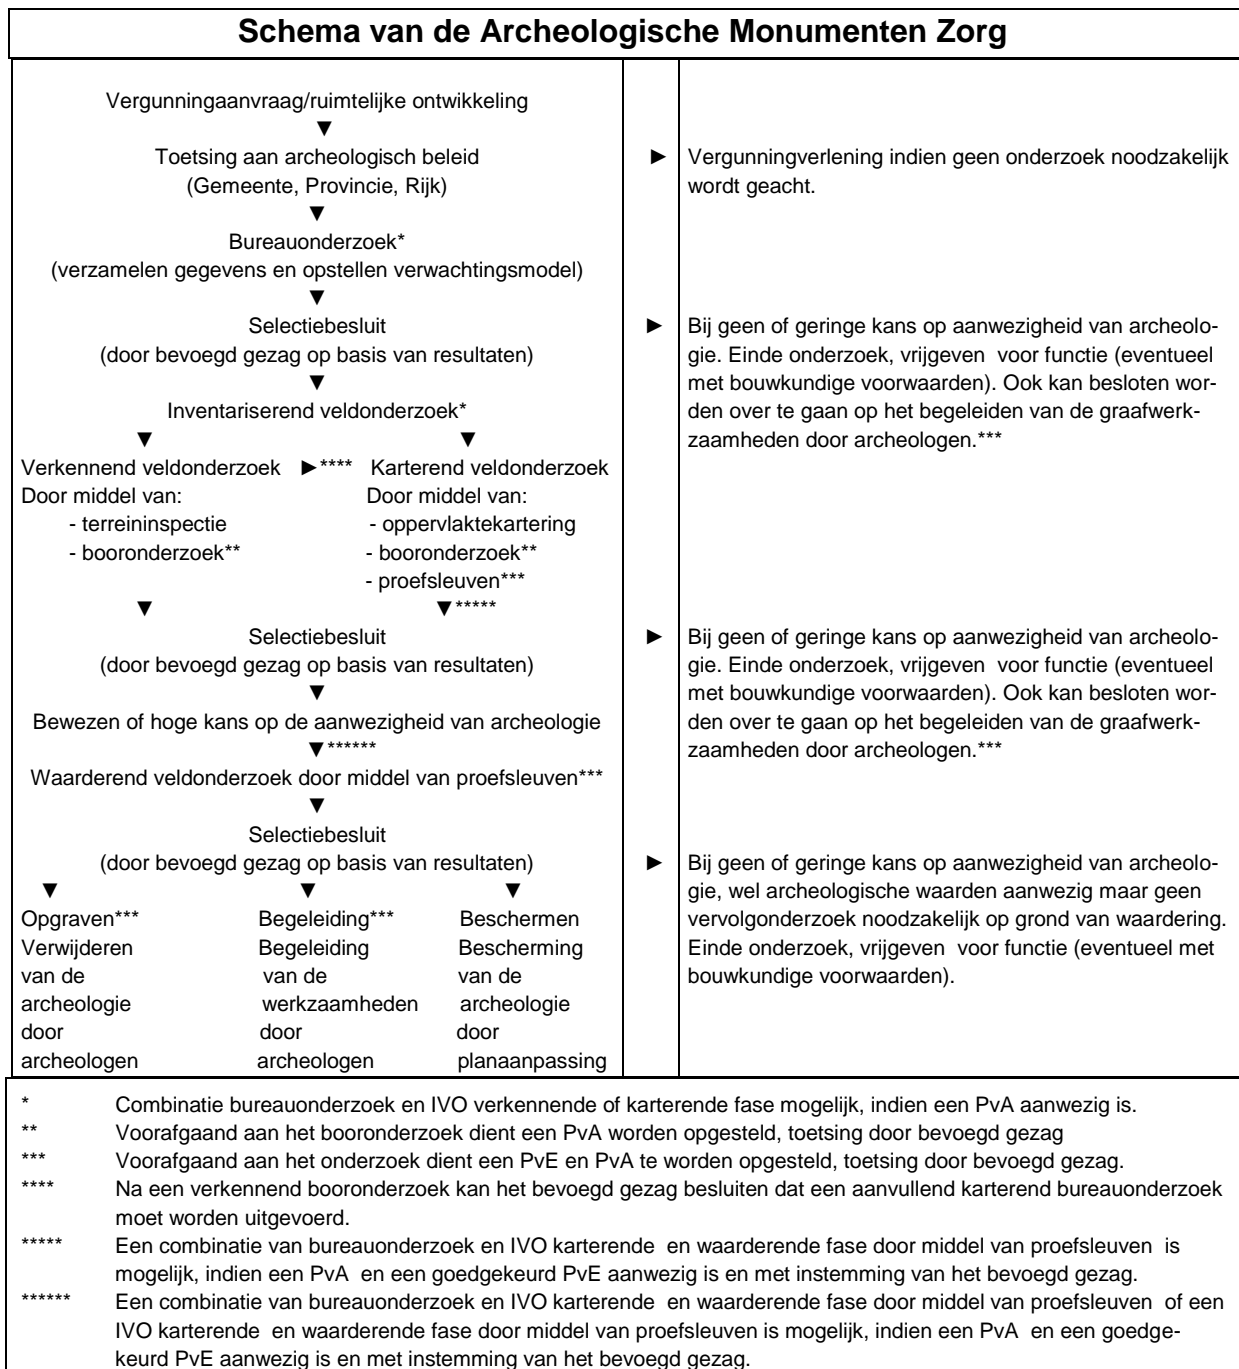 Schema van de Archeologische Monumenten Zorg
Vergunningaanvraag/ruimtelijke ontwikkeling
▼
Toetsing aan archeologisch beleid
(Gemeente, Provincie, Rijk)
► Vergunningverlening indien geen onderzoek noodzakelijk
wordt geacht.
▼
Bureauonderzoek*
(verzamelen gegevens en opstellen verwachtingsmodel)
▼
Selectiebesluit
(door bevoegd gezag op basis van resultaten)
► Bij geen of geringe kans op aanwezigheid van archeolo-
gie. Einde onderzoek, vrijgeven voor functie (eventueel
met bouwkundige voorwaarden). Ook kan besloten wor-
den over te gaan op het begeleiden van de graafwerk-
zaamheden door archeologen.***
▼
Inventariserend veldonderzoek*
▼ ▼
Verkennend veldonderzoek ►**** Karterend veldonderzoek
Door middel van: Door middel van:
- terreininspectie - oppervlaktekartering
- booronderzoek** - booronderzoek**
- proefsleuven***
▼ ▼*****
Selectiebesluit
(door bevoegd gezag op basis van resultaten)
► Bij geen of geringe kans op aanwezigheid van archeolo-
gie. Einde onderzoek, vrijgeven voor functie (eventueel
met bouwkundige voorwaarden). Ook kan besloten wor-
den over te gaan op het begeleiden van de graafwerk-
zaamheden door archeologen.***
▼
Bewezen of hoge kans op de aanwezigheid van archeologie
▼******
Waarderend veldonderzoek door middel van proefsleuven***
▼
Selectiebesluit
(door bevoegd gezag op basis van resultaten)
► Bij geen of geringe kans op aanwezigheid van archeolo-
gie, wel archeologische waarden aanwezig maar geen
vervolgonderzoek noodzakelijk op grond van waardering.
Einde onderzoek, vrijgeven voor functie (eventueel met
bouwkundige voorwaarden).
▼ ▼ ▼
Opgraven*** Begeleiding*** Beschermen
Verwijderen Begeleiding Bescherming
van de van de van de
archeologie werkzaamheden archeologie
door door door
archeologen archeologen planaanpassing
* Combinatie bureauonderzoek en IVO verkennende of karterende fase mogelijk, indien een PvA aanwezig is.
** Voorafgaand aan het booronderzoek dient een PvA worden opgesteld, toetsing door bevoegd gezag
*** Voorafgaand aan het onderzoek dient een PvE en PvA te worden opgesteld, toetsing door bevoegd gezag.
**** Na een verkennend booronderzoek kan het bevoegd gezag besluiten dat een aanvullend karterend bureauonderzoek
moet worden uitgevoerd.
***** Een combinatie van bureauonderzoek en IVO karterende en waarderende fase door middel van proefsleuven is
mogelijk, indien een PvA en een goedgekeurd PvE aanwezig is en met instemming van het bevoegd gezag.
****** Een combinatie van bureauonderzoek en IVO karterende en waarderende fase door middel van proefsleuven of een
IVO karterende en waarderende fase door middel van proefsleuven is mogelijk, indien een PvA en een goedge-
keurd PvE aanwezig is en met instemming van het bevoegd gezag.